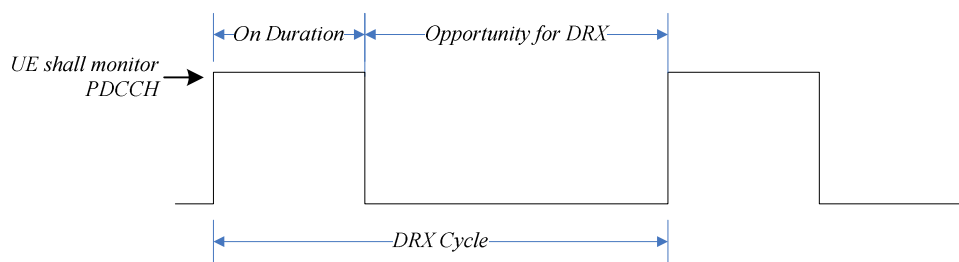 On Duration
Opportunity for DRX
UE shall monitor
PDCCH
DRX Cycle